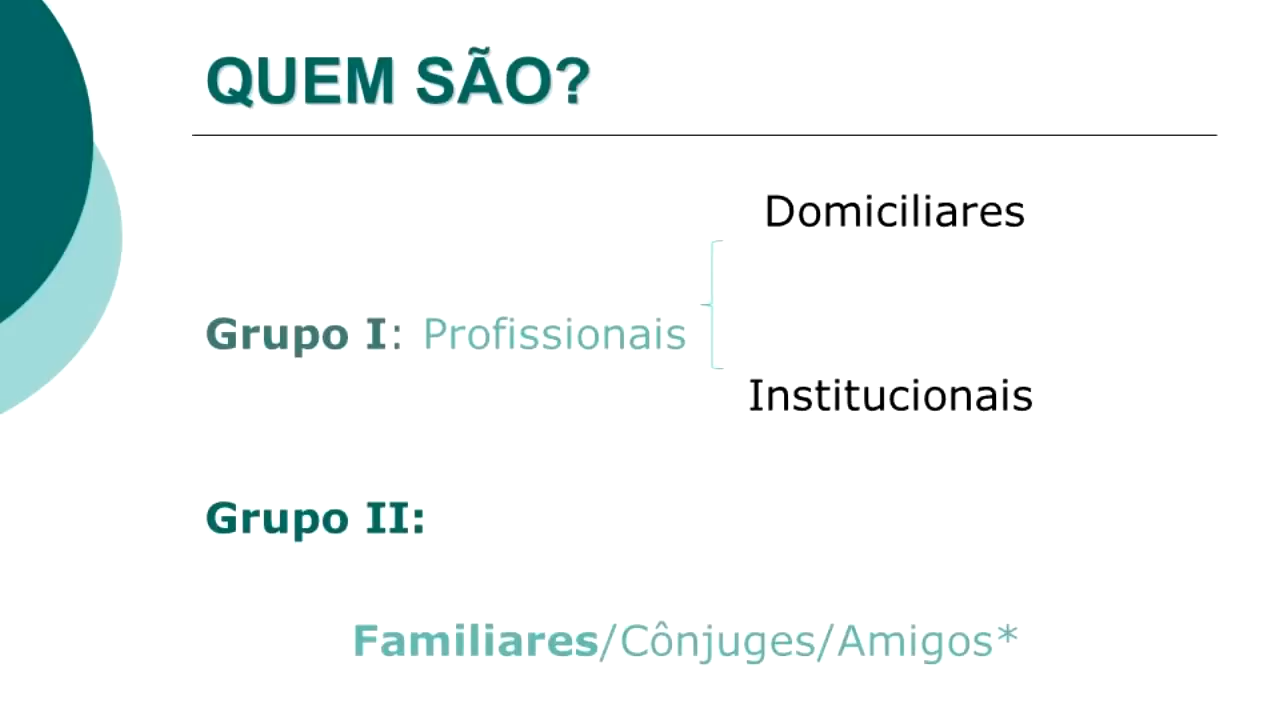 QUEM SÃO?
Domiciliares
Grupo I: Profissionais
Institucionais
Grupo II:
Familiares/Cônjuges/Amigos*